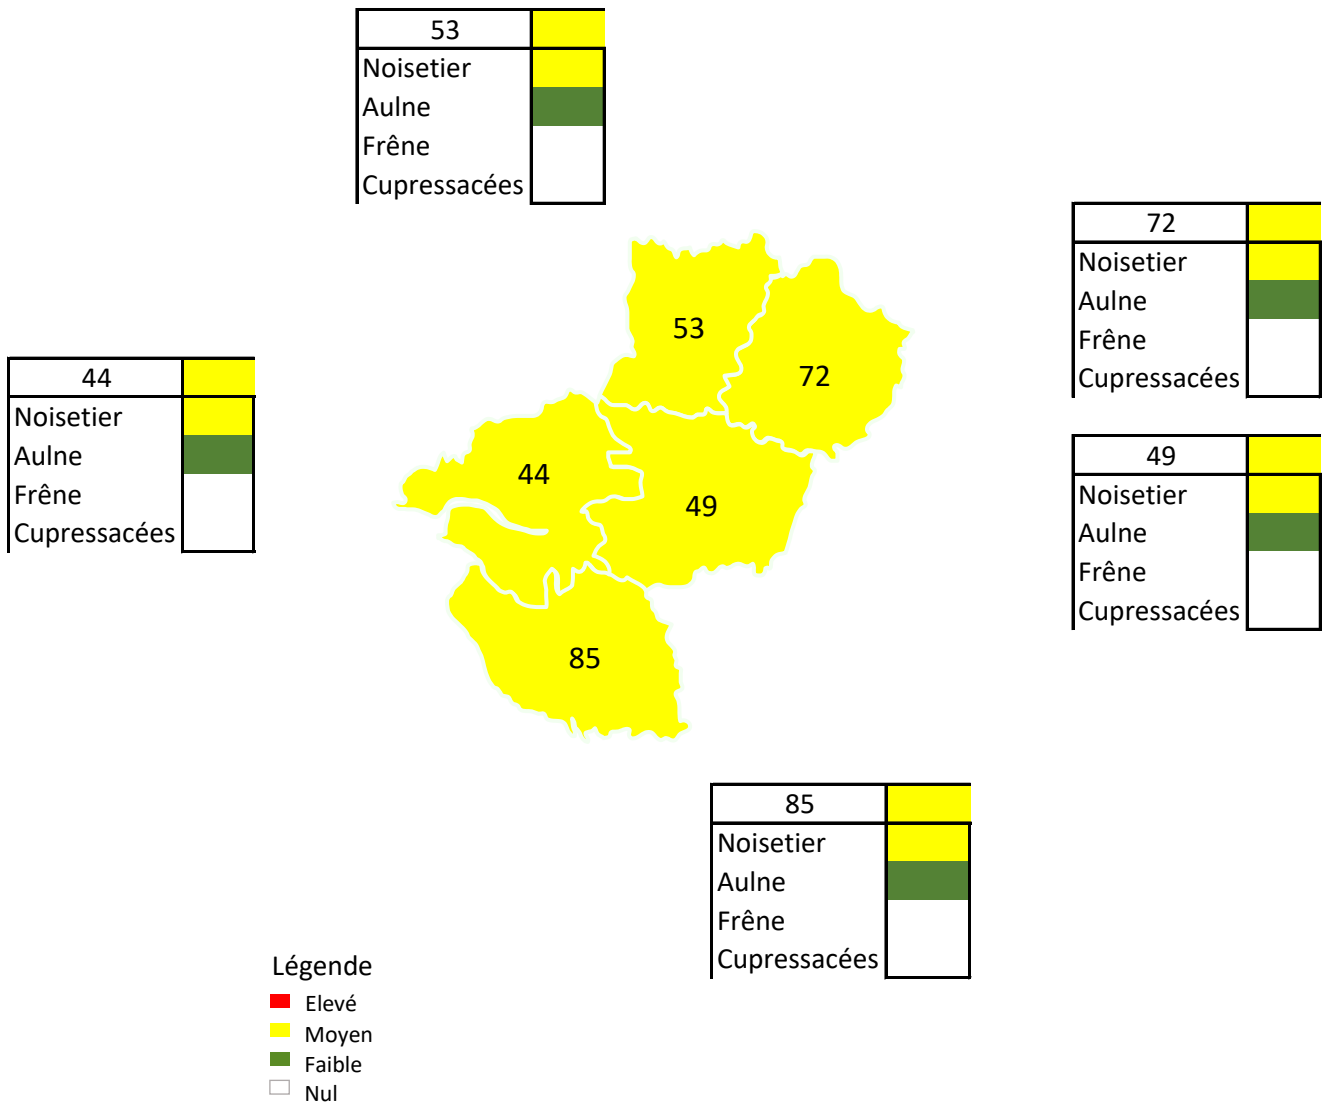 53
Noisetier
Aulne
Frêne
Cupressacées
72
Noisetier
Aulne
Frêne
Cupressacées
44
Noisetier
Aulne
Frêne
Cupressacées
49
Noisetier
Aulne
Frêne
Cupressacées
53
72
44
49
85
85
Noisetier
Aulne
Frêne
Cupressacées
Légende
Elevé
Moyen
Faible
Nul